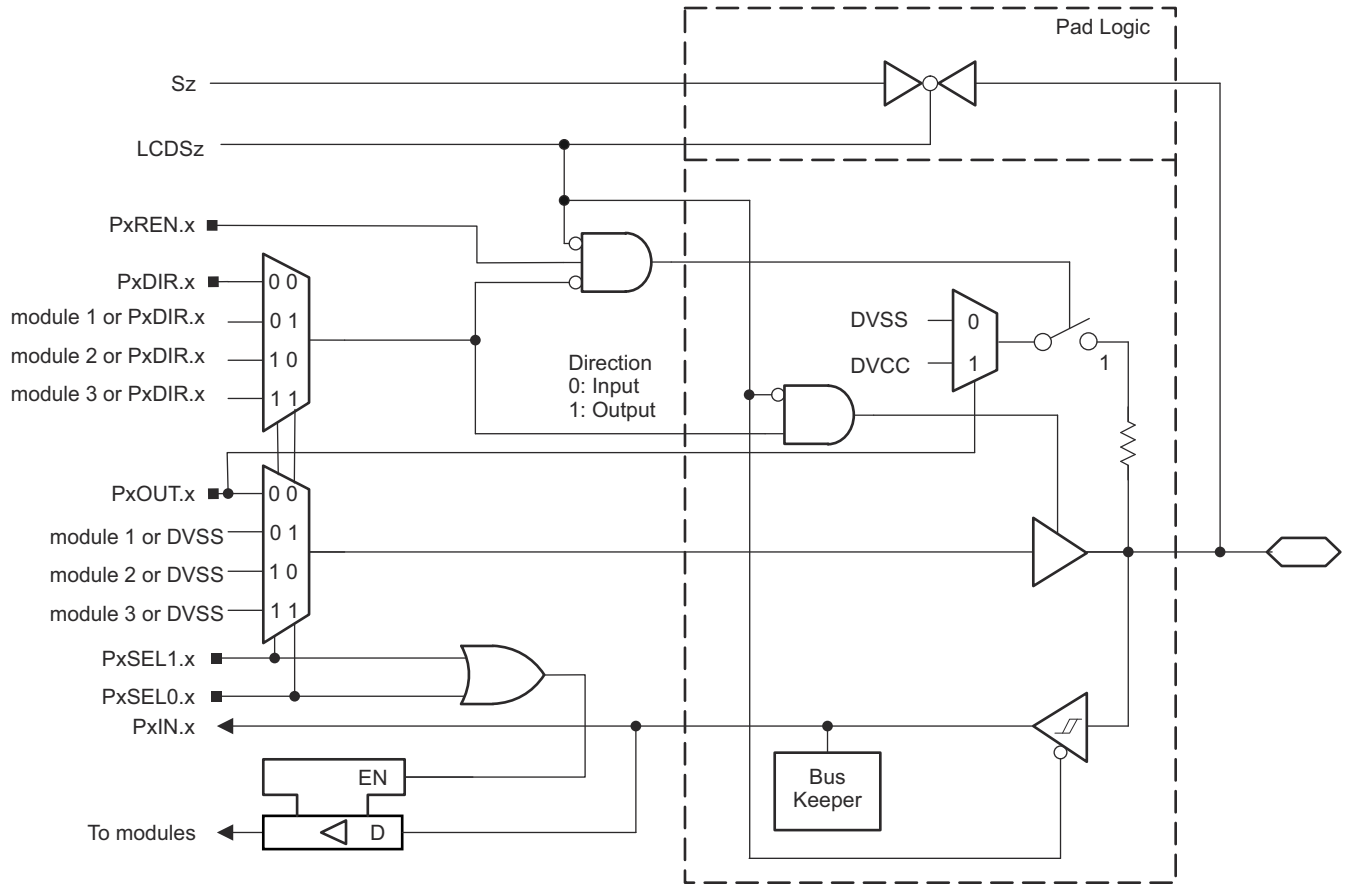 Pad Logic
Sz
LCDSz
PxREN.x
PxDIR.x
0 0
module 1 or PxDIR.x
0 1
module 2 or PxDIR.x
1 0
module 3 or PxDIR.x
1 1
Direction
0: Input
1: Output
DVSS
0
DVCC
1
1
PxOUT.x
0 0
module 1 or DVSS
0 1
module 2 or DVSS
1 0
module 3 or DVSS
1 1
PxSEL1.x
PxSEL0.x
PxIN.x
EN
Bus
Keeper
To modules
D